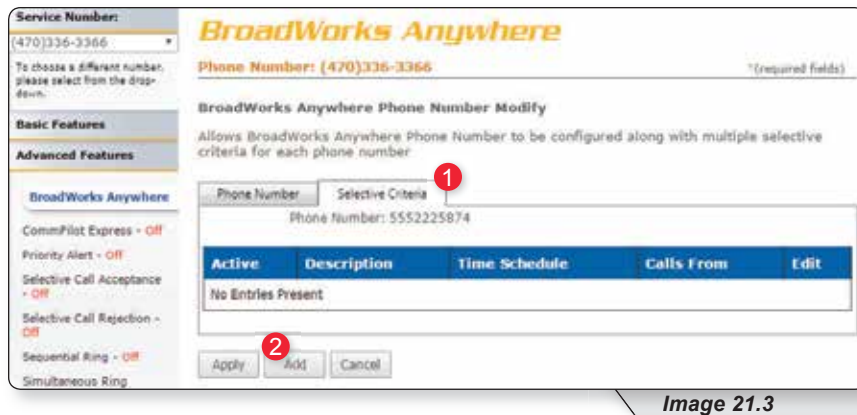 Service Number:
(470)336-3366
To choose a different number,
please select from the drop-
down.
Basic Features
Advanced Features
BroadWorks Anywhere
CommPilot Express - Off
Priority Alert - Off
Selective Call Acceptance
- Off
Selective Call Rejection -
Off
Sequential Ring - Off
Simultaneous Ring
BroadWorks Anywhere
Phone Number: (470)336-3366
*(required fields)
BroadWorks Anywhere Phone Number Modify
Allows BroadWorks Anywhere Phone Number to be configured along with multiple selective
criteria for each phone number
1
Phone Number Selective Criteria
Phone Number: 5552225874
Active Description Time Schedule Calls From Edit
No Entries Present
2
Apply Add Cancel
Image 21.3